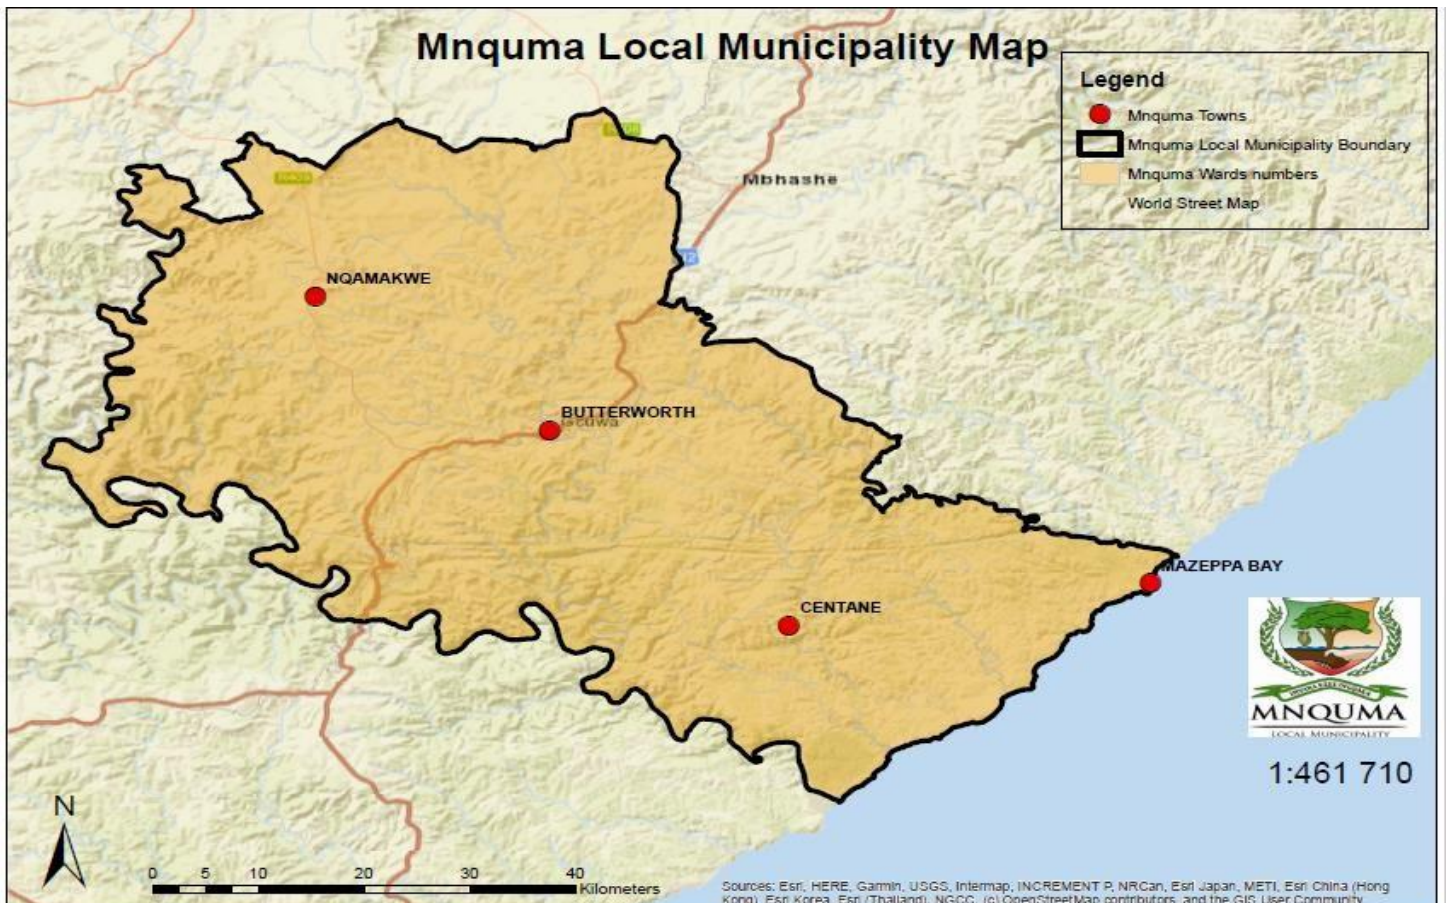 Mnquma Local Municipality Map
Legend
Mnquma Towns
Mnquma Local Municipality Boundary
Mnquma Wards numbers
World Street Map
Mbhashe
NQAMAKWE
BUTTERWORTH
Gcuwa
MAZEPPA BAY
CENTANE
MNQUMA
LOCAL MUNICIPALITY
1:461 710
N
0 5 10 20 30 40
Kilometers
Sources: Esri, HERE, Garmin, USGS, Intermap, INCREMENT P, NRCan, Esri Japan, METI, Esri China (Hong
Kong), Esri Korea, Esri (Thailand), NGCC, (c) OpenStreetMap contributors, and the GIS User Community